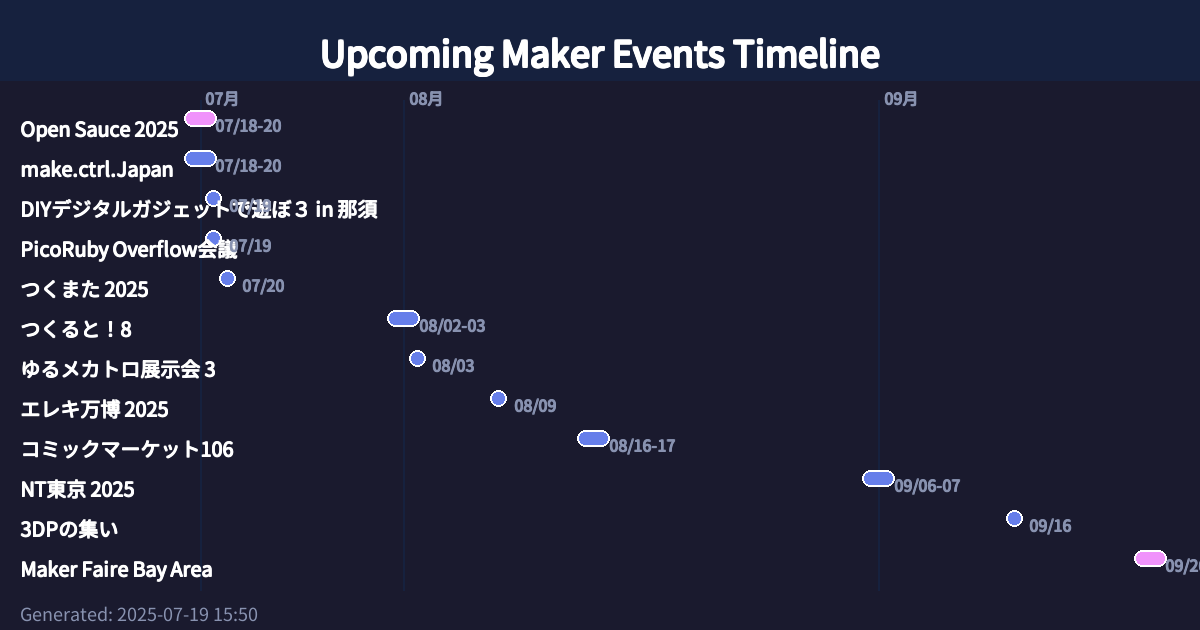 Upcoming Maker Events Timeline
07月 08月 09月
Open Sauce 2025 07/18-20
make.ctrl.Japan 07/18-20
DIYデジタルガジェットで遊ぼ３ in 那須 07/19
PicoRuby Overflow会議 07/19
つくまた 2025 07/20
つくると！8 08/02-03
ゆるメカトロ展示会 3 08/03
エレキ万博 2025 08/09
コミックマーケット106 08/16-17
NT東京 2025 09/06-07
3DPの集い 09/16
Maker Faire Bay Area
Generated: 2025-07-19 15:50